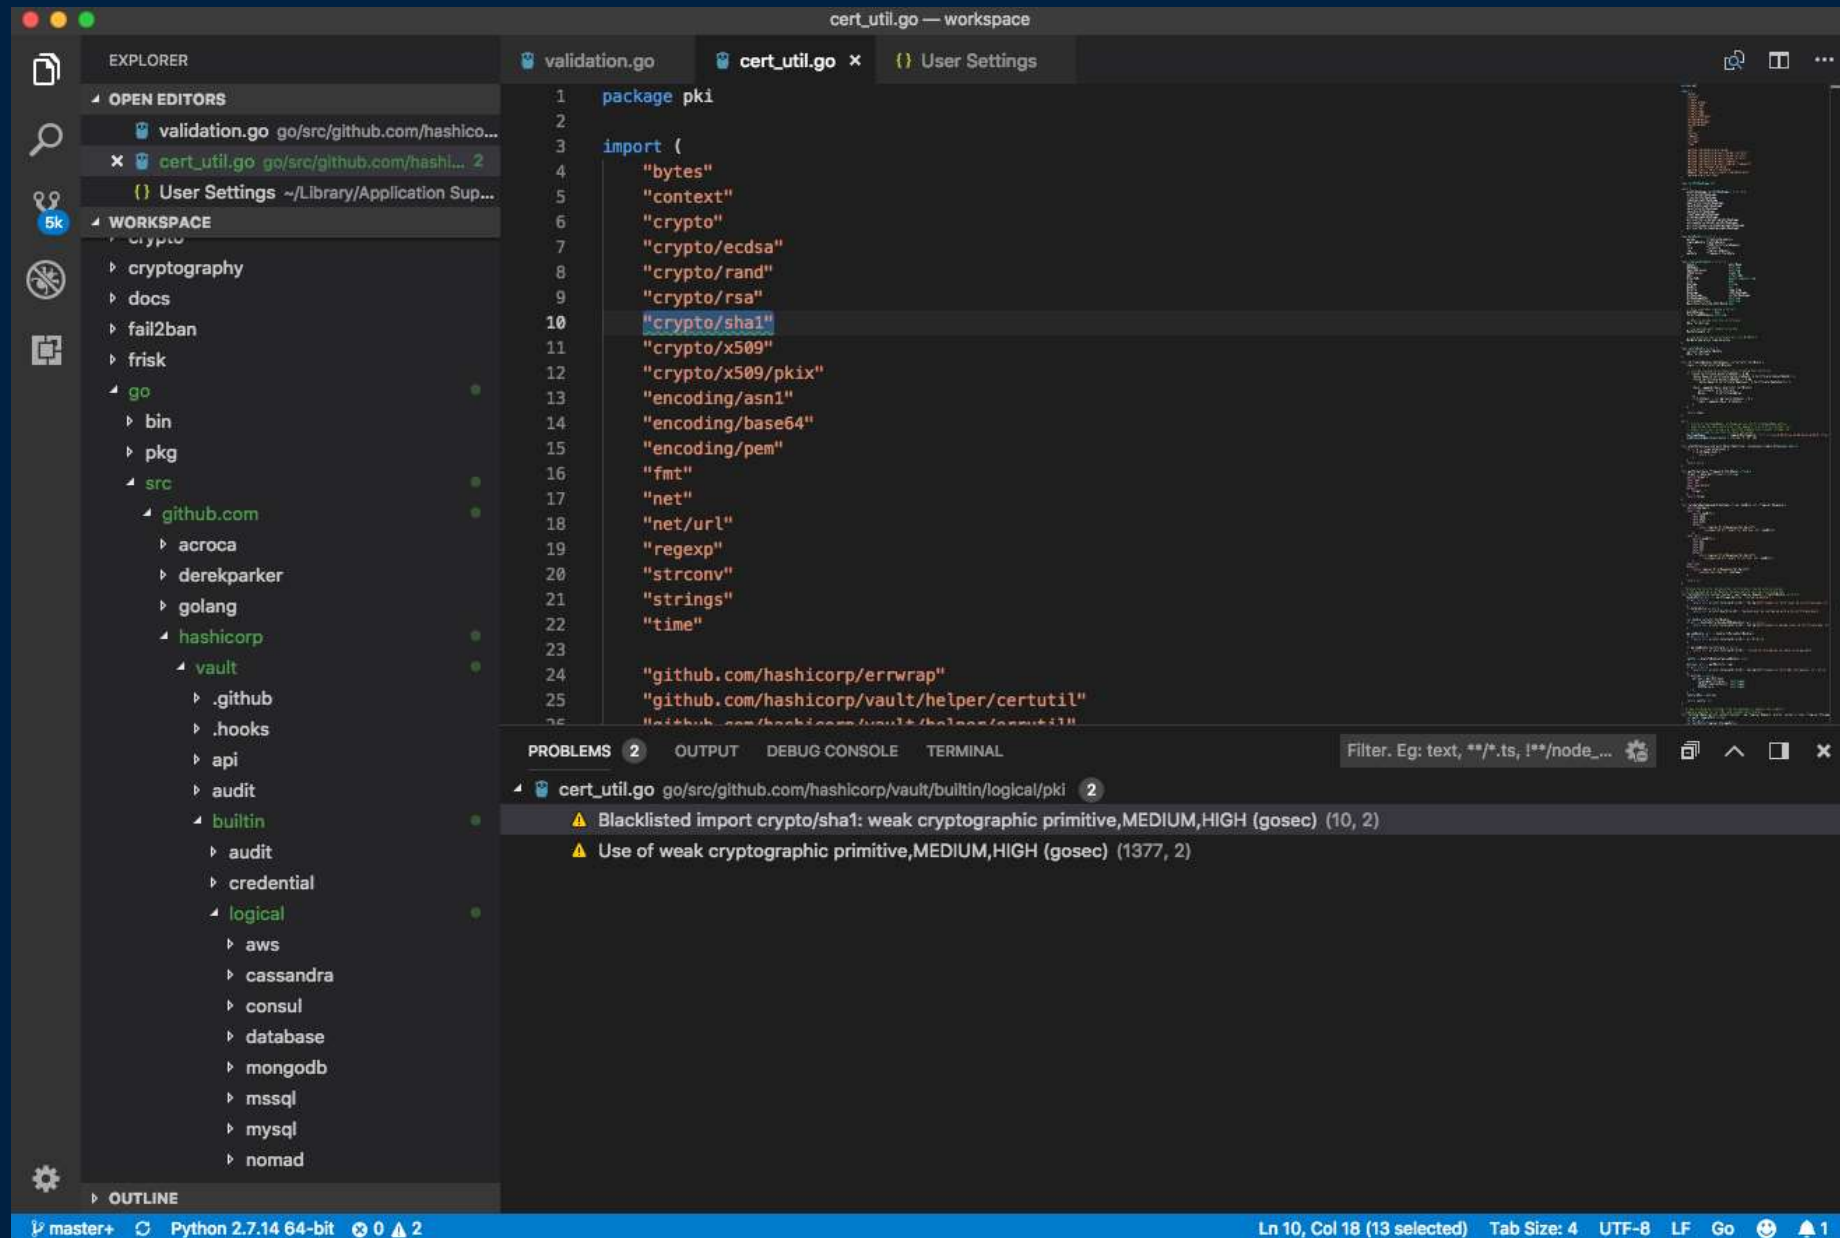 cert_util.go — workspace
EXPLORER
OPEN EDITORS
validation.go go/src/github.com/hashico...
cert_util.go go/src/github.com/hashi... 2
{} User Settings ~/Library/Application Sup...
5k
WORKSPACE
crypto
cryptography
docs
fail2ban
frisk
go
bin
pkg
src
github.com
acroca
derekparker
golang
hashicorp
vault
.github
.hooks
api
audit
builtin
audit
credential
logical
aws
cassandra
consul
database
mongodb
mssql
mysql
nomad
OUTLINE
validation.go cert_util.go × {} User Settings
1 package pki
2
3 import (
4 "bytes"
5 "context"
6 "crypto"
7 "crypto/ecdsa"
8 "crypto/rand"
9 "crypto/rsa"
10 "crypto/sha1"
11 "crypto/x509"
12 "crypto/x509/pkix"
13 "encoding/asn1"
14 "encoding/base64"
15 "encoding/pem"
16 "fmt"
17 "net"
18 "net/url"
19 "regexp"
20 "strconv"
21 "strings"
22 "time"
23
24 "github.com/hashicorp/errwrap"
25 "github.com/hashicorp/vault/helper/certutil"
26 "github.com/hashicorp/vault/helper/errutil"
PROBLEMS 2 OUTPUT DEBUG CONSOLE TERMINAL Filter. Eg: text, **/*.ts, !**/node_...
cert_util.go go/src/github.com/hashicorp/vault/builtin/logical/pki 2
Blacklisted import crypto/sha1: weak cryptographic primitive,MEDIUM,HIGH (gosec) (10, 2)
Use of weak cryptographic primitive,MEDIUM,HIGH (gosec) (1377, 2)
master+ Python 2.7.14 64-bit 0 2 Ln 10, Col 18 (13 selected) Tab Size: 4 UTF-8 LF Go 1